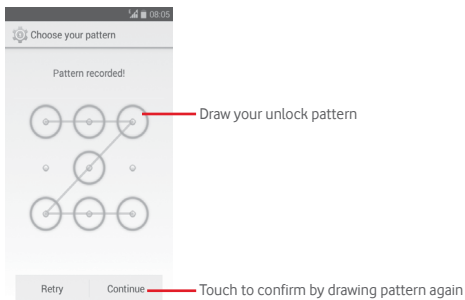 08:05
Choose your pattern
Pattern recorded!
Draw your unlock pattern
Retry Continue
Touch to confirm by drawing pattern again